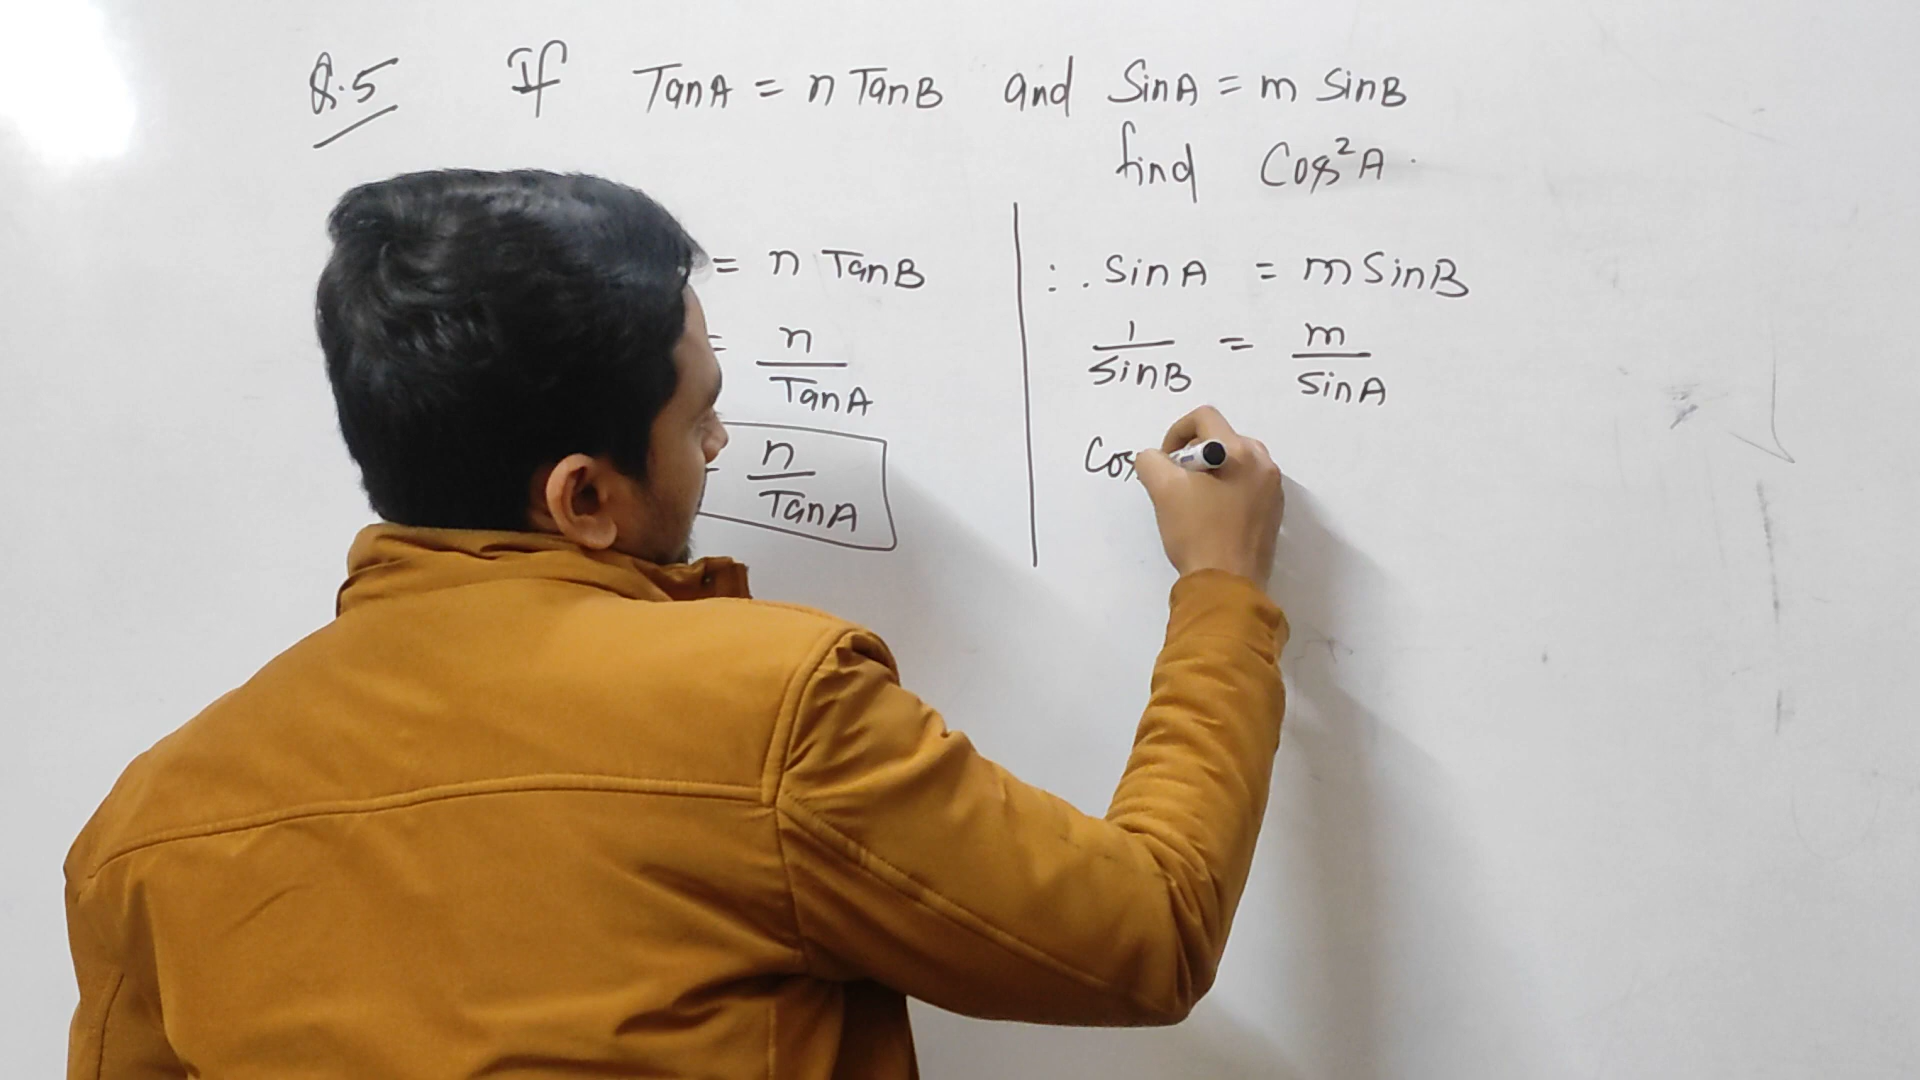 Q.5 If TanA = n TanB and SinA = m SinB
find Cos²A.
= n TanB
= n/TanA
= n/TanA
∴ SinA = m SinB
1/SinB = m/SinA
Cos